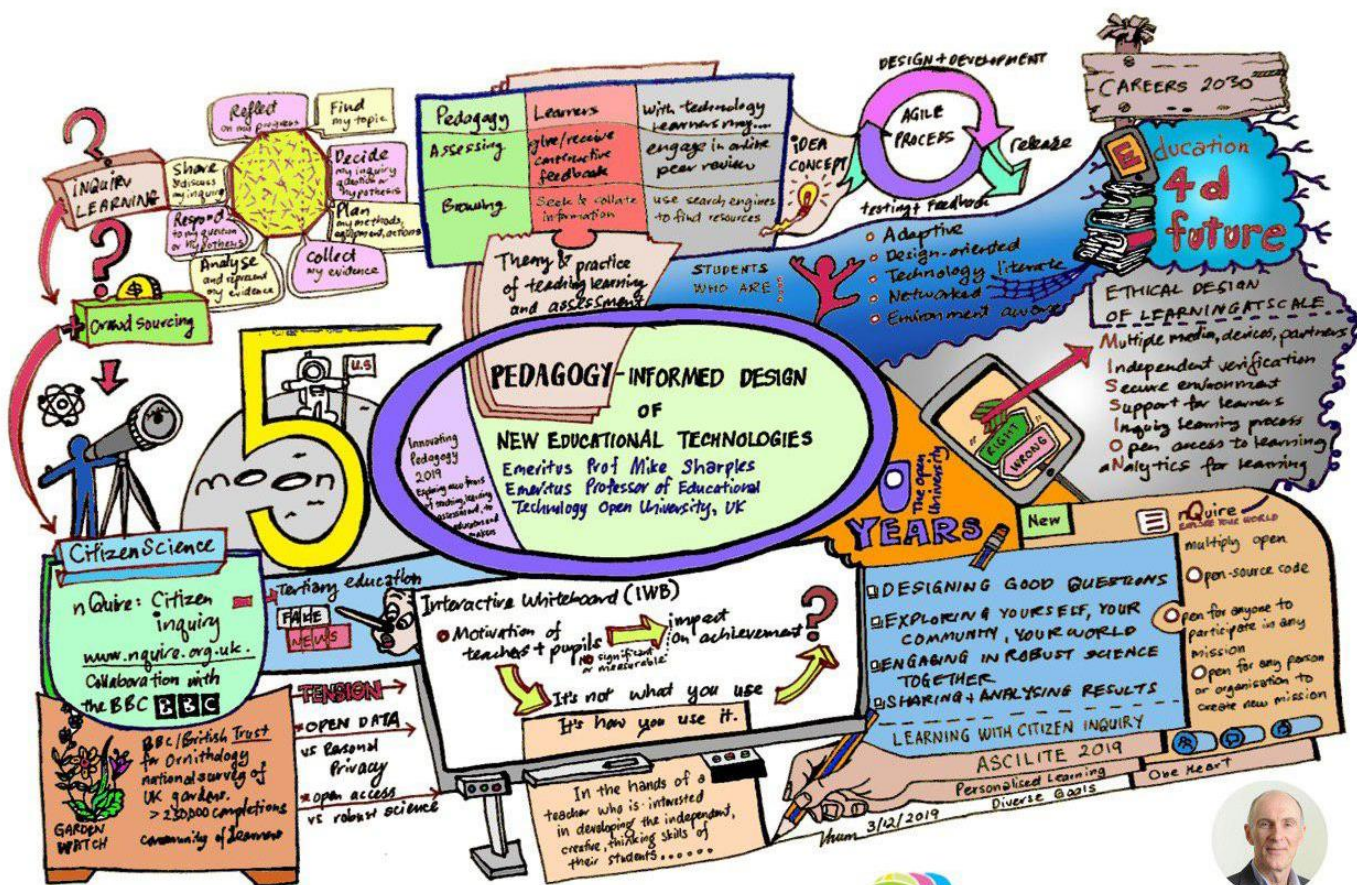 Reflect
on my progress
Find
my topic
Decide
my inquiry
question or
hypothesis
Plan
my methods,
equipment, actions
Collect
my evidence
Analyse
and represent
my evidence
Respond
to my question
or hypothesis
Share
& discuss
my inquiry
?
INQUIRY
LEARNING
?
$
Crowd sourcing
Pedagogy
Learners
With technology
Learners may...
Assessing
give/receive
constructive
feedback
engage in online
peer review
Browsing
Seek & collate
information
use search engines
to find resources
Theory & practice
of teaching learning
and assessment
iDEA
CONCEPT
DESIGN + DEVELOPMENT
AGILE
PROCESS
release
testing + Feedback
CAREERS 2030
E
Education
4d
future
STUDENTS
WHO ARE
Adaptive
Design-oriented
Technology literate
Networked
Environment aware
ETHICAL DESIGN
OF LEARNING AT SCALE
Multiple media, devices, partners
Independent verification
Secure environment
Support for learners
Inquiry learning process
Open access to learning
aNalytics for learning
RIGHT
WRONG
5
U.S
moon
PEDAGOGY-INFORMED DESIGN
OF
NEW EDUCATIONAL TECHNOLOGIES
Emeritus Prof Mike Sharples
Emeritus Professor of Educational
Technology Open University, UK
Innovating
Pedagogy
2019
of teaching, learning
assessment, to
0
The open
University
YEARS
Citizen Science
nQuire: Citizen
inquiry
www.nquire.org.uk.
Collaboration with
the BBC BBC
Tertiary education
FAKE
NEWS
TENSION
OPEN DATA
vs Personal
Privacy
open access
vs robust science
GARDEN
WATCH
BBC/British Trust
for Ornithology
national survey of
UK gardens.
> 230,000 completions
Community of learners
Interactive Whiteboard (IWB)
Motivation of
teachers + pupils
NO significant
or measurable
impact
on achievement
?
It's not what you use
It's how you use it.
In the hands of a
teacher who is interested
in developing the independent,
creative, thinking skills of
their students......
New
nQuire
EXPLORE YOUR WORLD
multiply open
Open-source code
Open for anyone to
participate in any
mission
Open for any person
or organisation to
create new mission
DESIGNING GOOD QUESTIONS
EXPLORING YOURSELF, YOUR
COMMUNITY, YOUR WORLD
ENGAGING IN ROBUST SCIENCE
TOGETHER
SHARING + ANALYSING RESULTS
LEARNING WITH CITIZEN INQUIRY
ASCILITE 2019
Personalised Learning
Diverse Goals
One Heart
3/12/2019